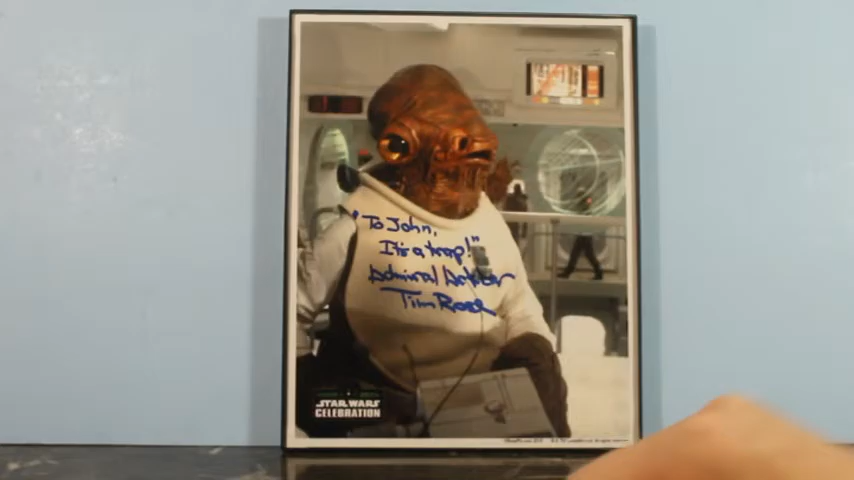 "To John,
It's a trap!"
Admiral Ackbar
Tim Rose
STAR WARS
CELEBRATION